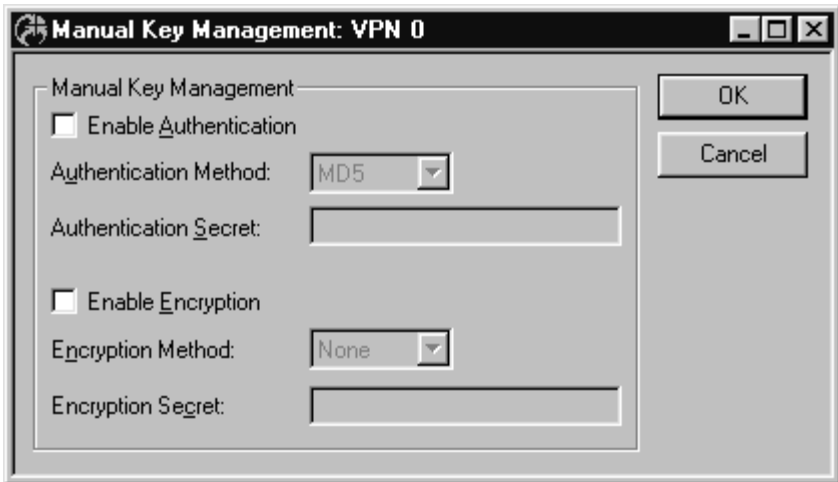 Manual Key Management: VPN 0
Manual Key Management
Enable Authentication
Authentication Method: MD5
Authentication Secret:
Enable Encryption
Encryption Method: None
Encryption Secret:
OK
Cancel